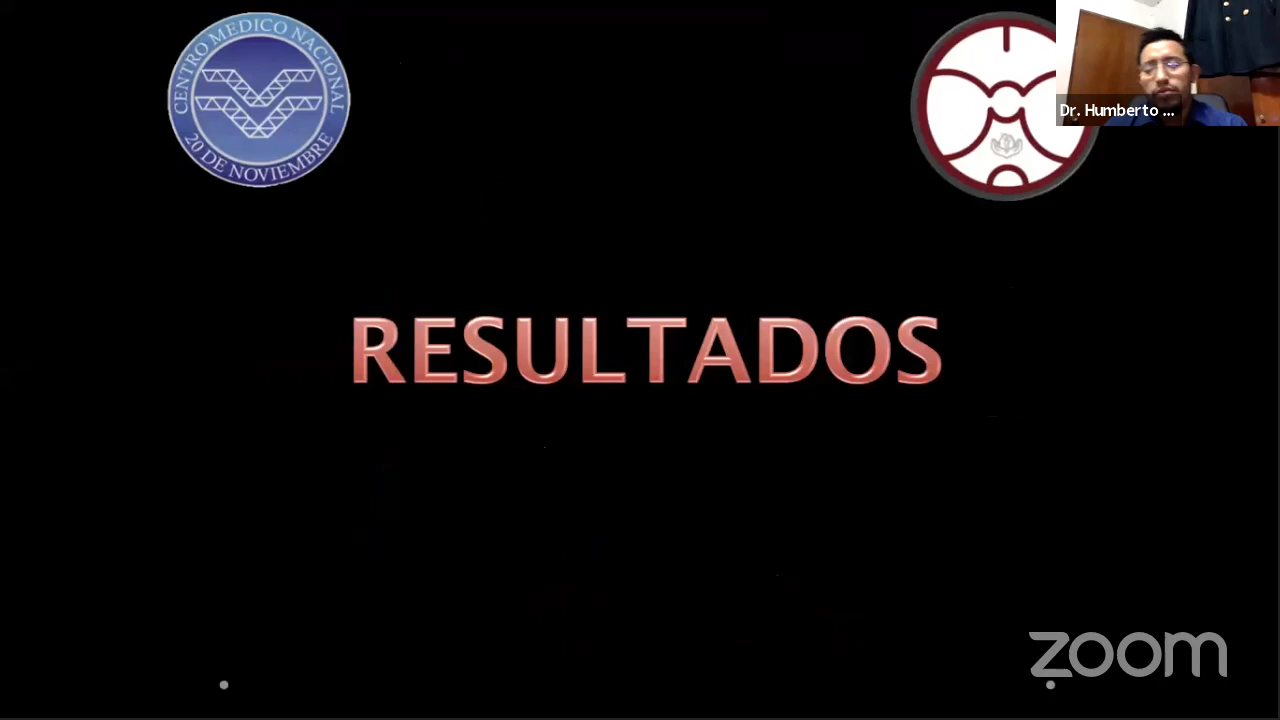 CENTRO MEDICO NACIONAL
20 DE NOVIEMBRE
Dr. Humberto ...
RESULTADOS
zoom